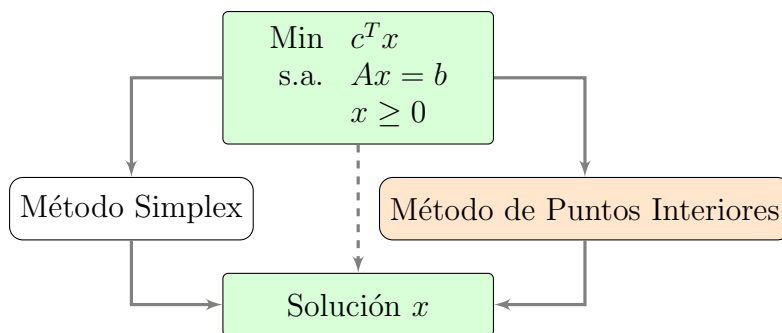 Min c^T x
s.a. Ax = b
x ≥ 0
Método Simplex
Método de Puntos Interiores
Solución x